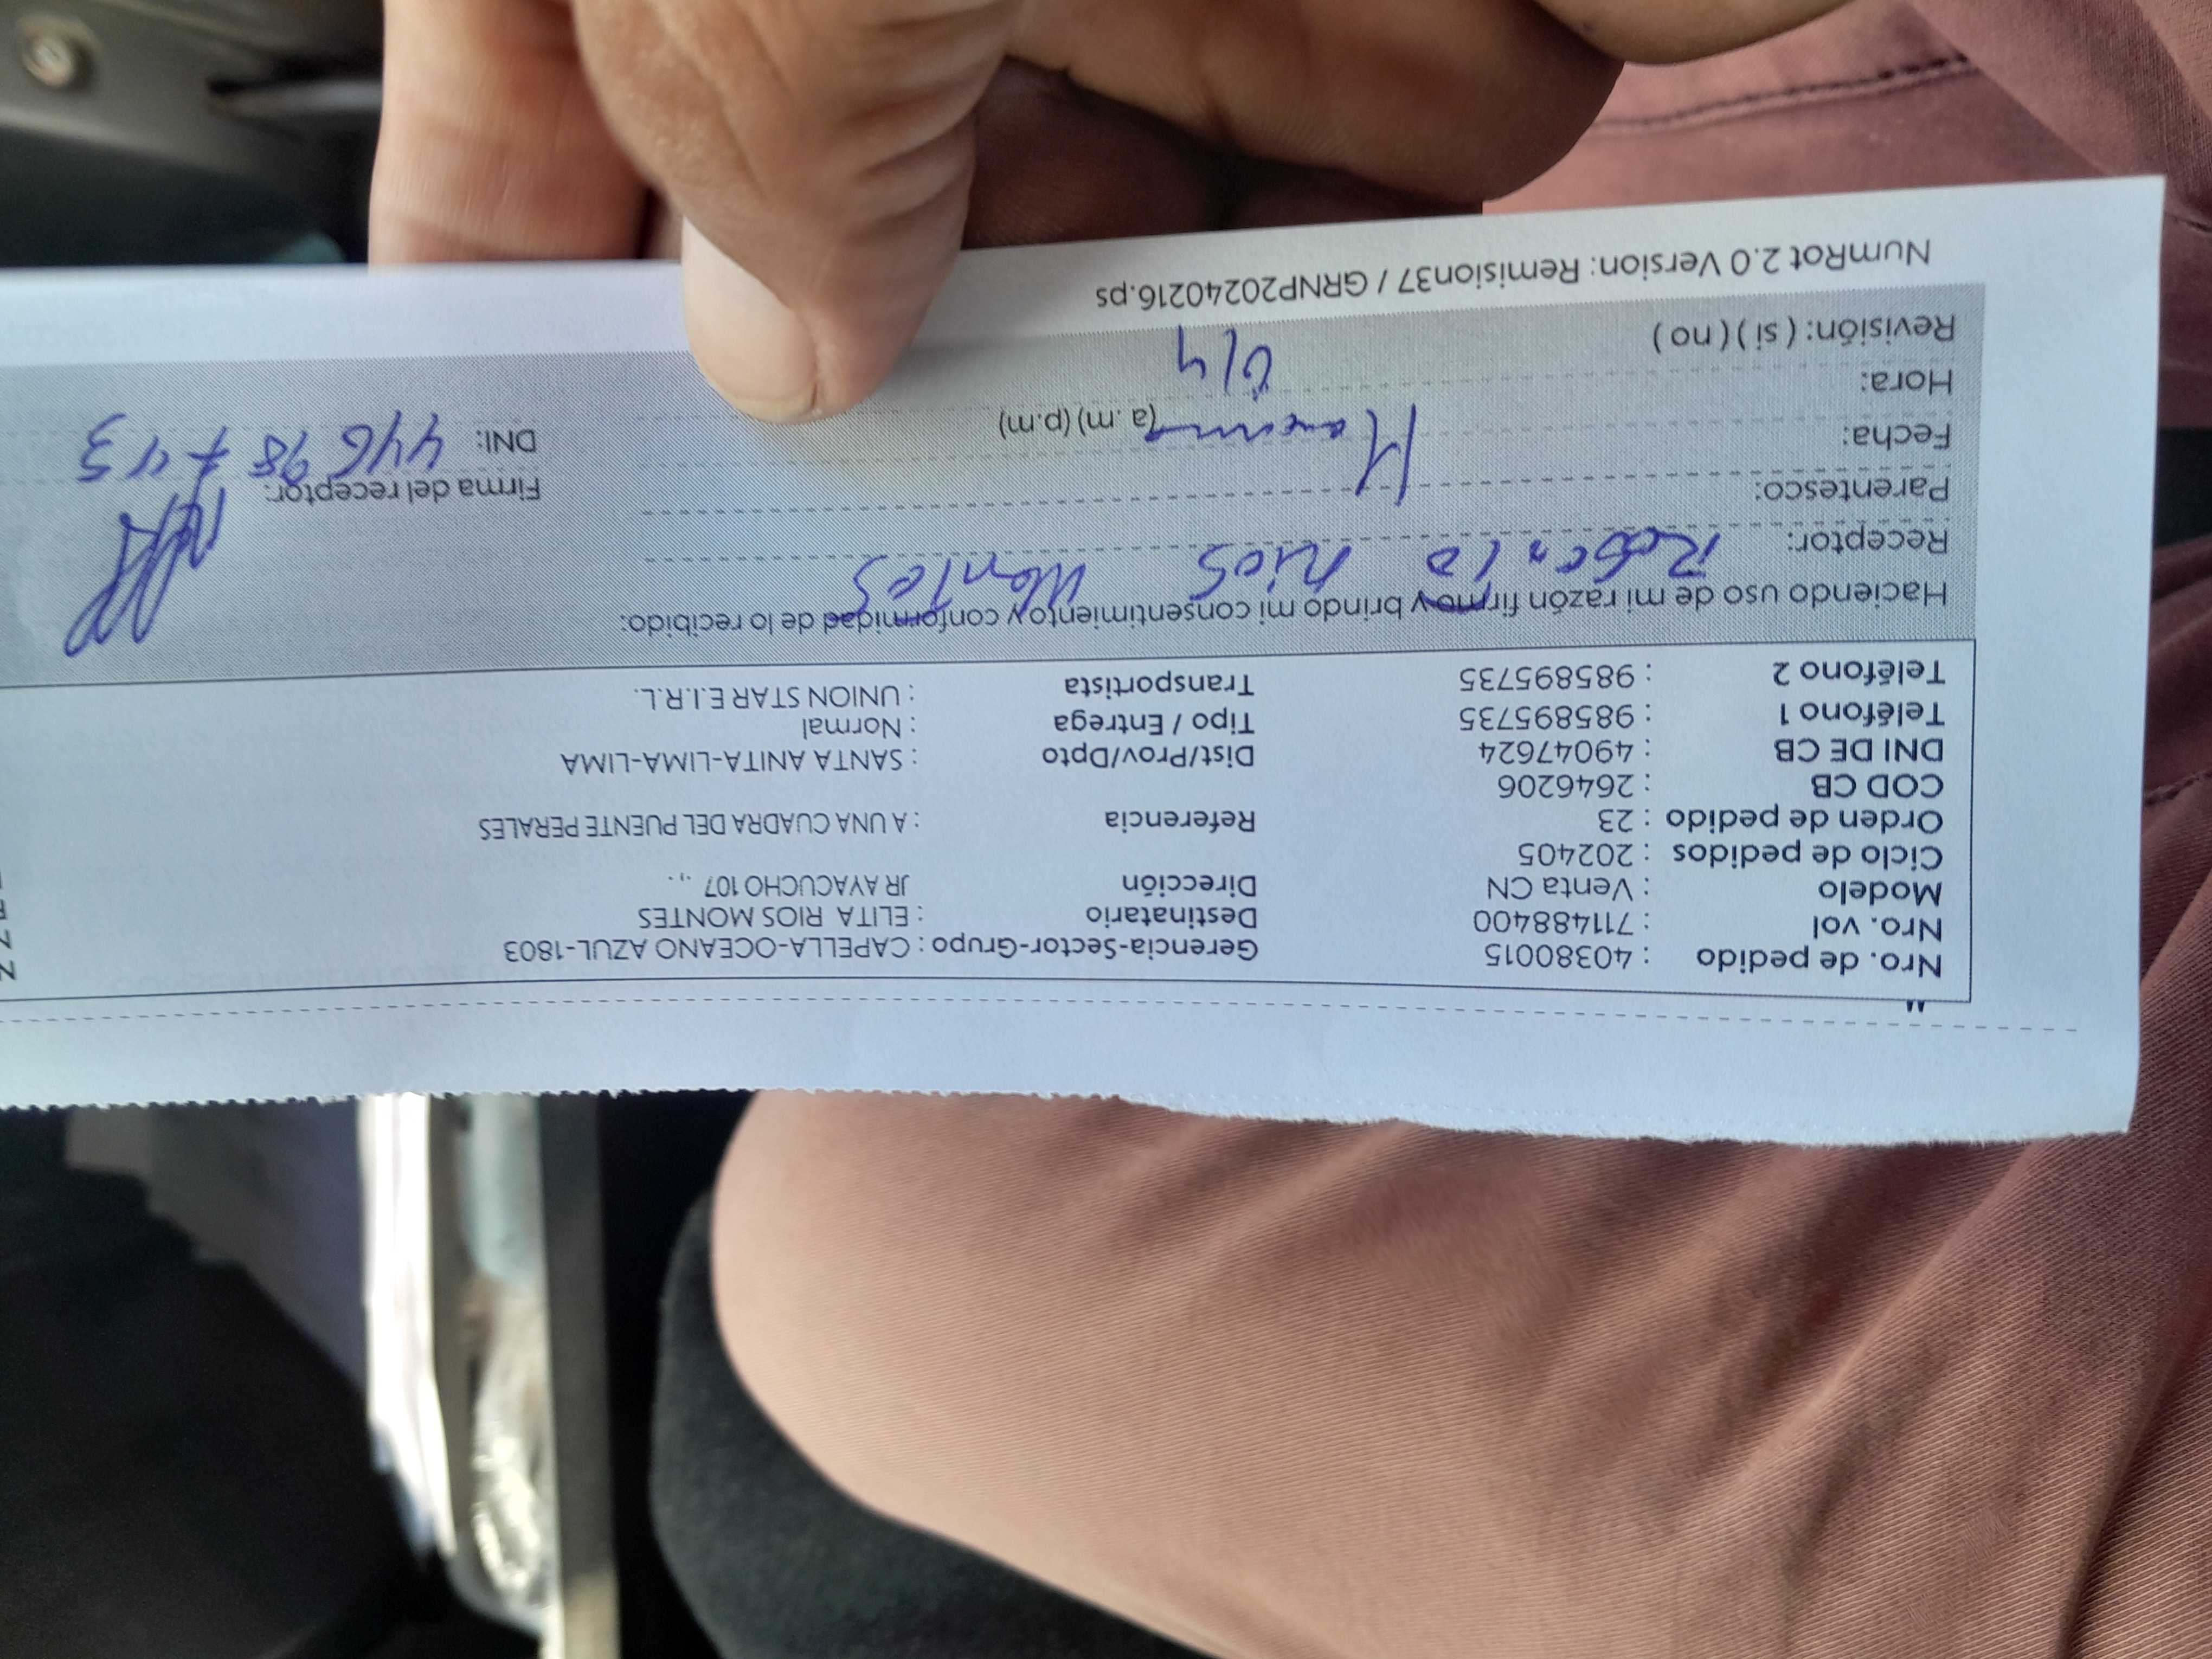 Nro. de pedido : 40380015 Gerencia-Sector-Grupo : CAPELLA-OCEANO AZUL-1803
Nro. vol : 711488400 Destinatario : ELITA RIOS MONTES
Modelo : Venta CN Dirección JR AYACUCHO 107 .,.
Ciclo de pedidos : 202405
Orden de pedido : 23 Referencia : A UNA CUADRA DEL PUENTE PERALES
COD CB : 2646206
DNI DE CB : 49047624 Dist/Prov/Dpto : SANTA ANITA-LIMA-LIMA
Teléfono 1 : 985895735 Tipo / Entrega : Normal
Teléfono 2 : 985895735 Transportista : UNION STAR E.I.R.L.
Haciendo uso de mi razón firmo y brindo mi consentimiento y conformidad de lo recibido:
Receptor: Rios Montes
Parentesco: Firma del receptor:
Fecha: (a.m) (p.m) DNI:
Hora:
Revisión: ( si ) ( no )
NumRot 2.0 Version: Remision37 / GRNP20240216.ps